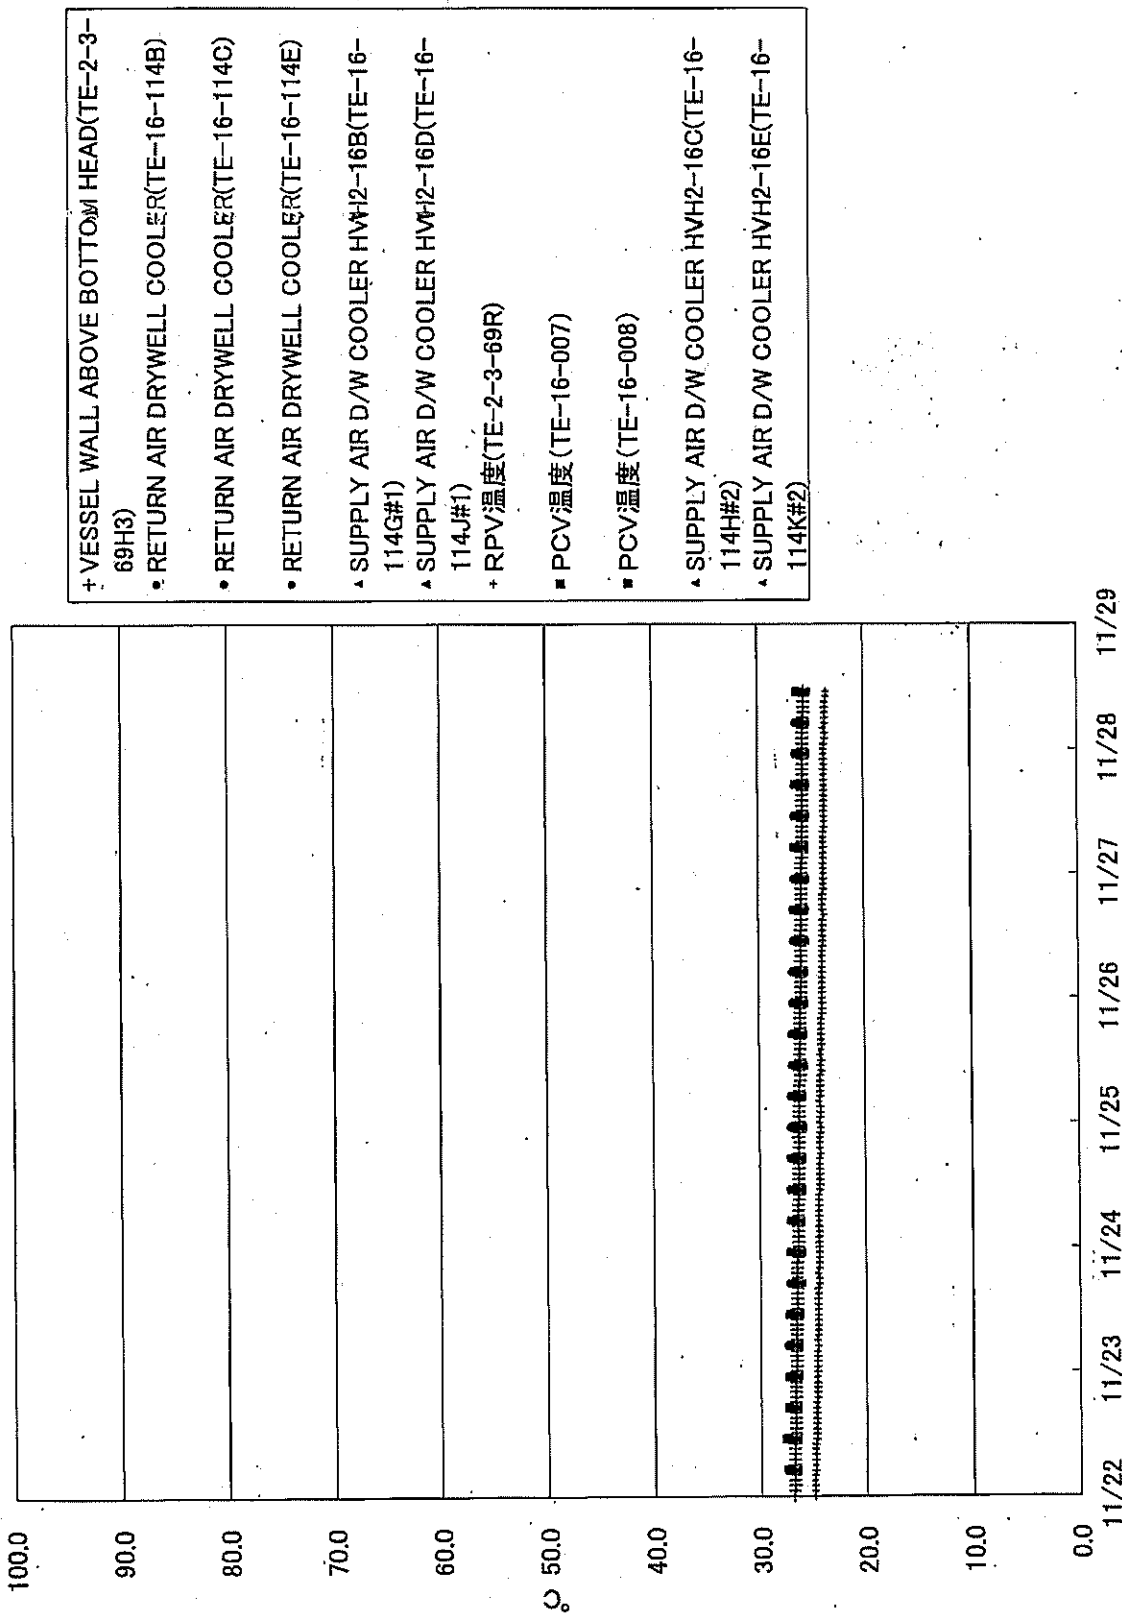 + VESSEL WALL ABOVE BOTTOM HEAD(TE-2-3-
69H3)
• RETURN AIR DRYWELL COOLER(TE-16-114B)
• RETURN AIR DRYWELL COOLER(TE-16-114C)
• RETURN AIR DRYWELL COOLER(TE-16-114E)
▲ SUPPLY AIR D/W COOLER HVH2-16B(TE-16-
114G#1)
▲ SUPPLY AIR D/W COOLER HVH2-16D(TE-16-
114J#1)
+ RPV温度(TE-2-3-69R)
■ PCV温度(TE-16-007)
■ PCV温度(TE-16-008)
▲ SUPPLY AIR D/W COOLER HVH2-16C(TE-16-
114H#2)
▲ SUPPLY AIR D/W COOLER HVH2-16E(TE-16-
114K#2)
100.0
90.0
80.0
70.0
60.0
50.0
40.0
30.0
20.0
10.0
0.0
℃
11/22 11/23 11/24 11/25 11/26 11/27 11/28 11/29